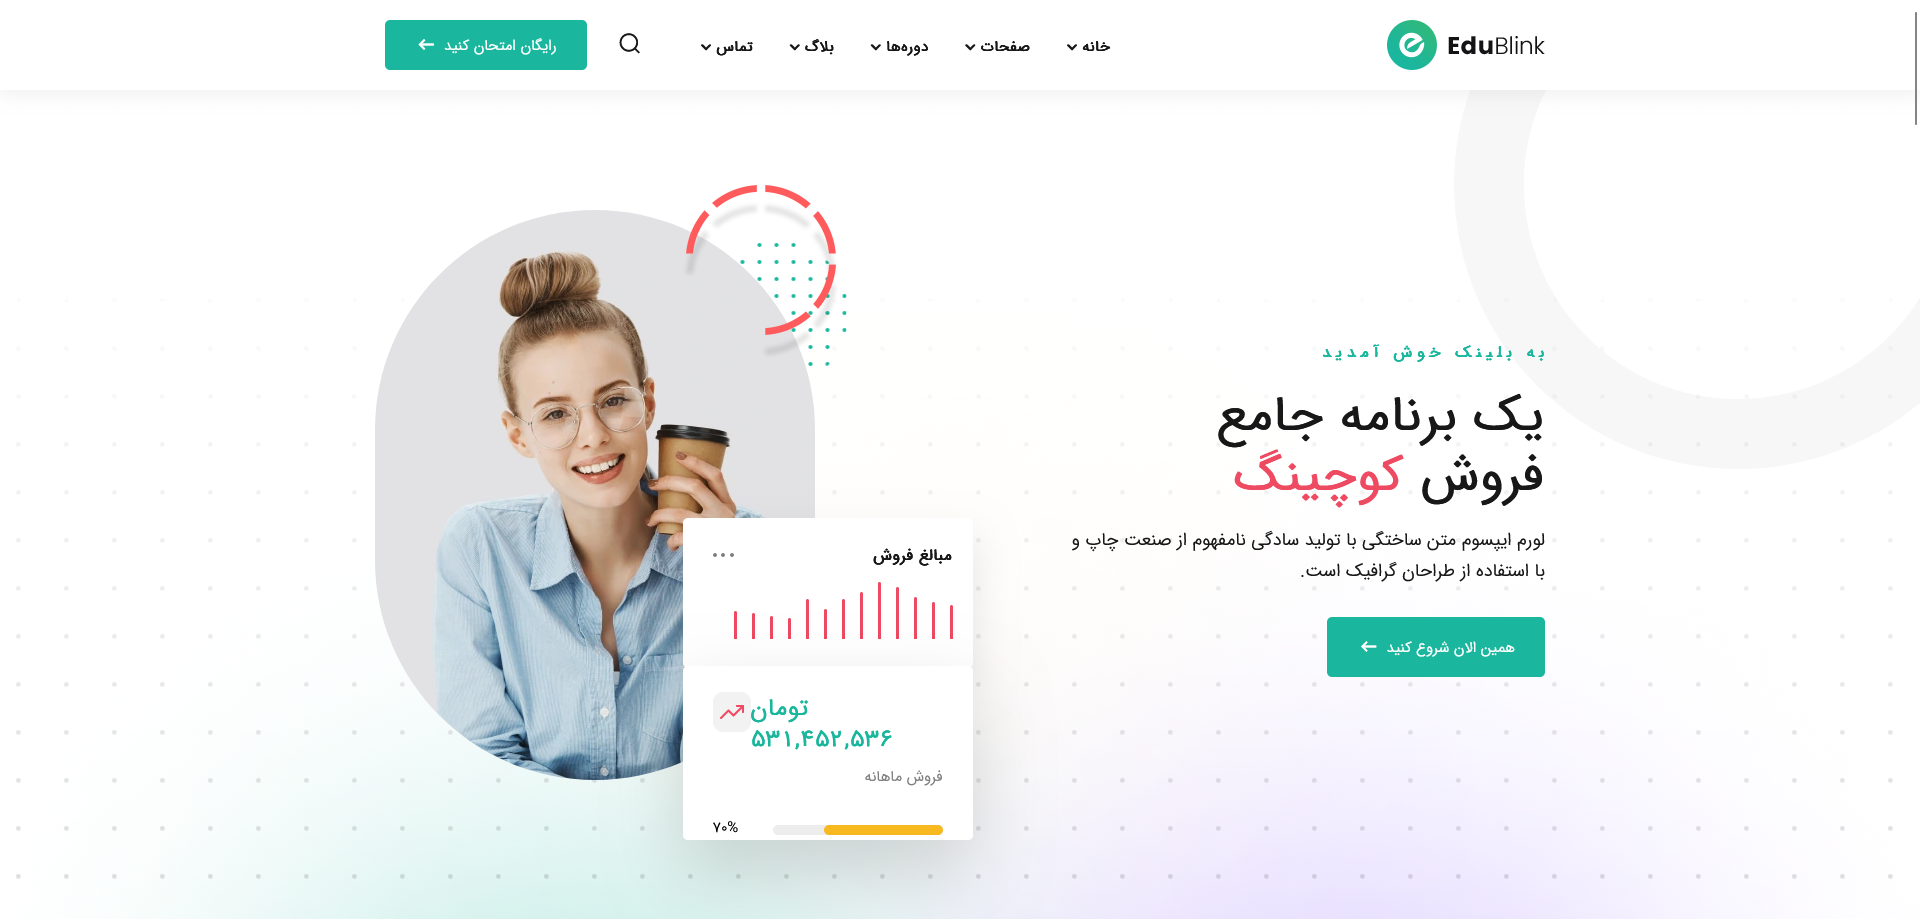 EduBlink
خانه
صفحات
دوره‌ها
بلاگ
تماس
رایگان امتحان کنید
به بلینک خوش آمدید
یک برنامه جامع
فروش کوچینگ
لورم ایپسوم متن ساختگی با تولید سادگی نامفهوم از صنعت چاپ و
با استفاده از طراحان گرافیک است.
همین الان شروع کنید
مبالغ فروش
تومان
۵۳۱,۴۵۲,۵۳۶
فروش ماهانه
۷۰%